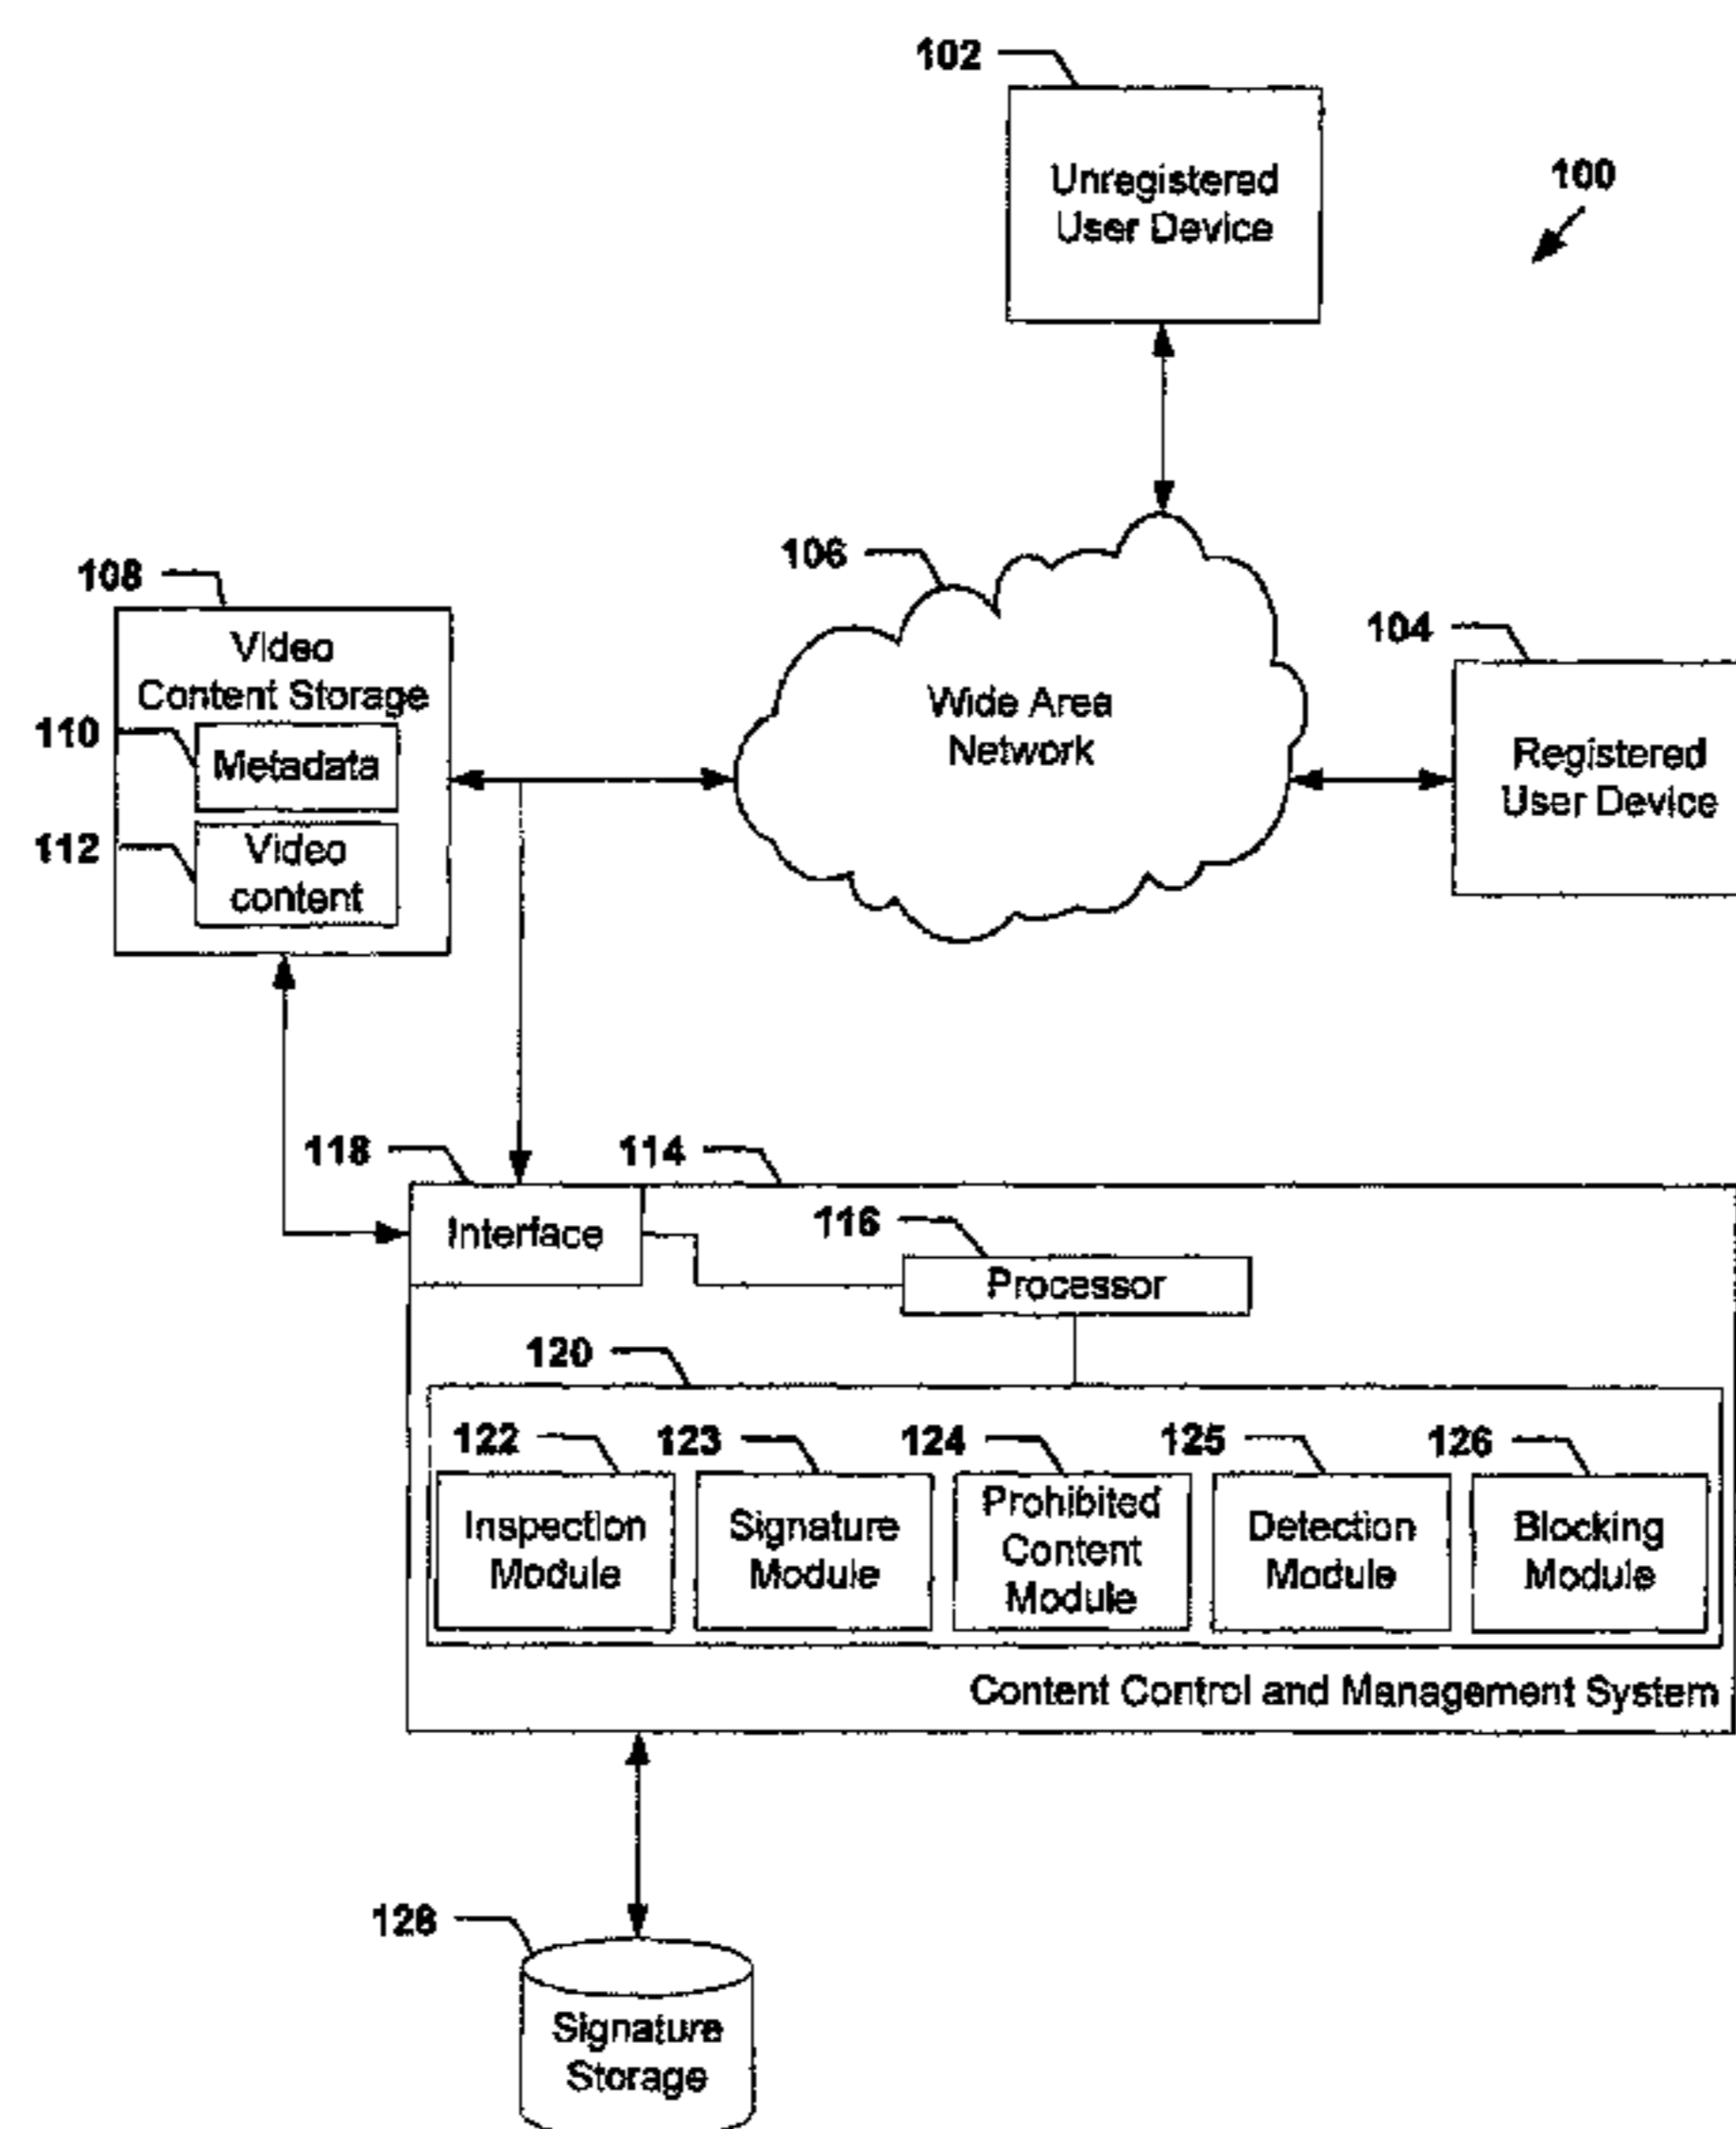 102
Unregistered
User Device
100
106
Wide Area
Network
104
Registered
User Device
108
Video
Content Storage
110
Metadata
112
Video
content
118
Interface
114
116
Processor
120
122
Inspection
Module
123
Signature
Module
124
Prohibited
Content
Module
125
Detection
Module
126
Blocking
Module
Content Control and Management System
128
Signature
Storage